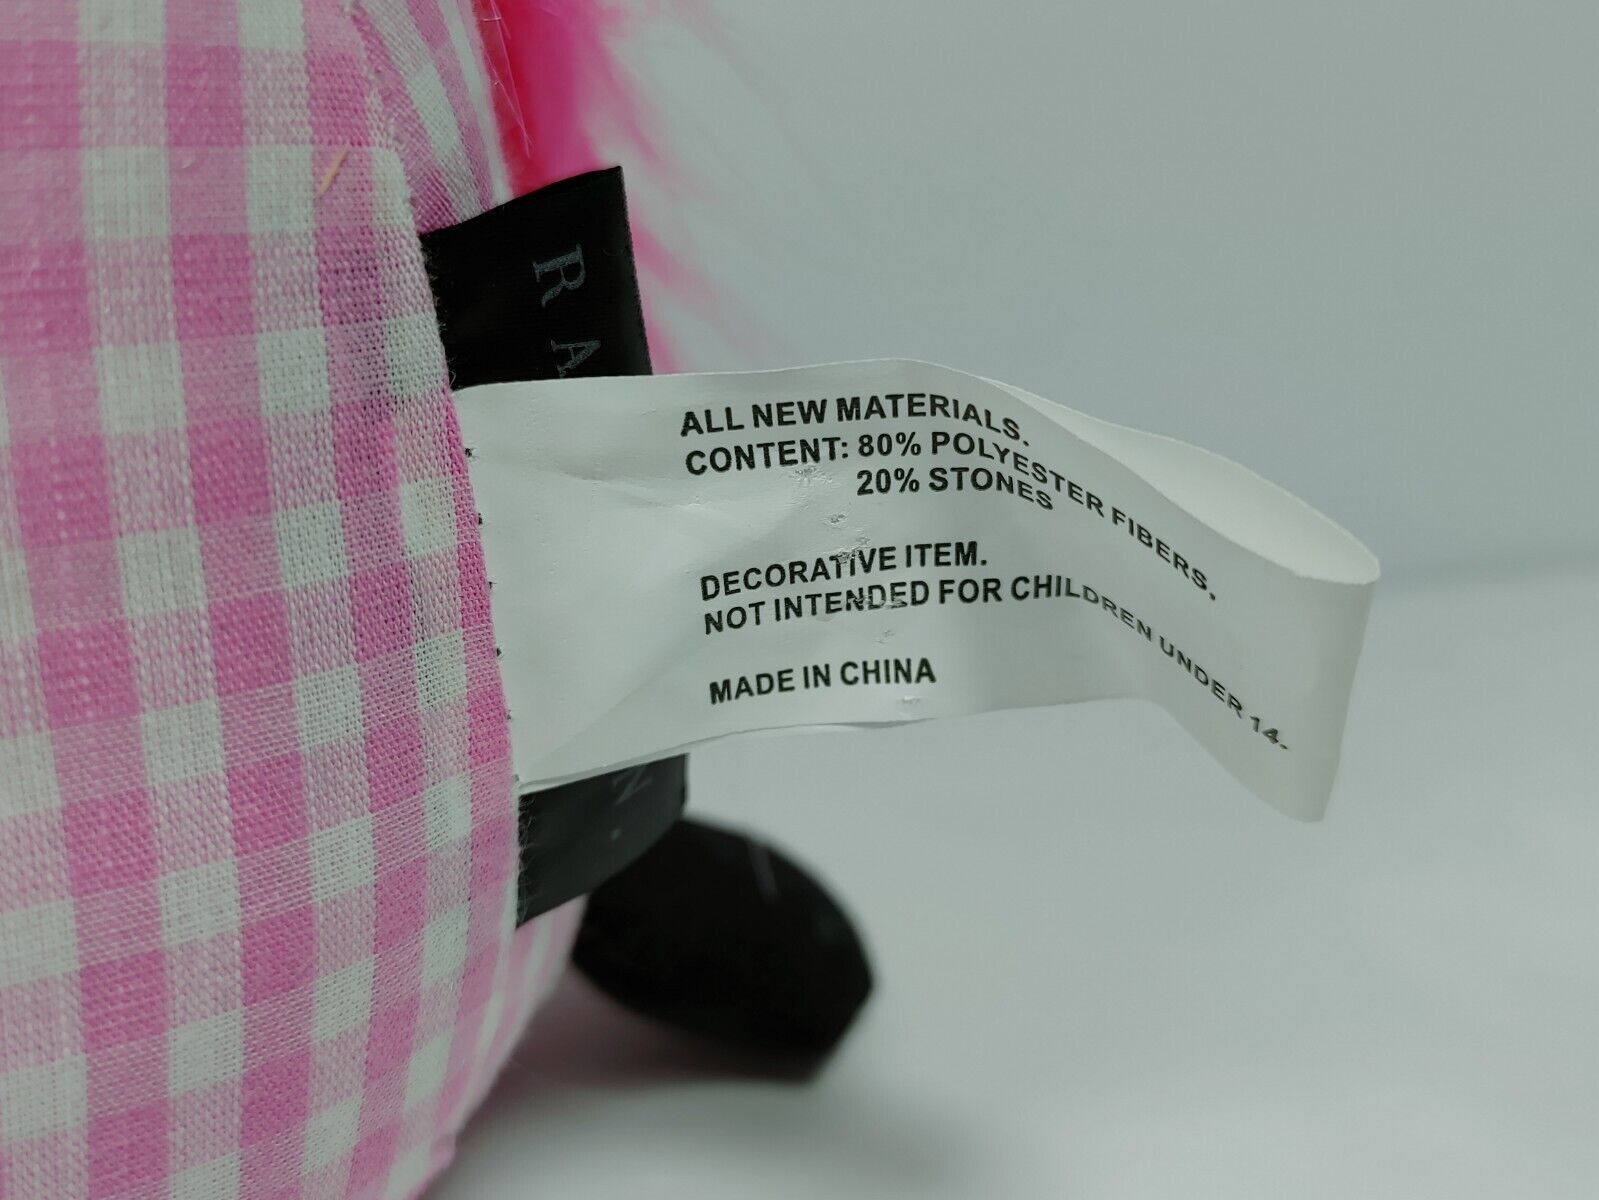 R A
ALL NEW MATERIALS.
CONTENT: 80% POLYESTER FIBERS,
20% STONES
DECORATIVE ITEM.
NOT INTENDED FOR CHILDREN UNDER 14.
MADE IN CHINA
N